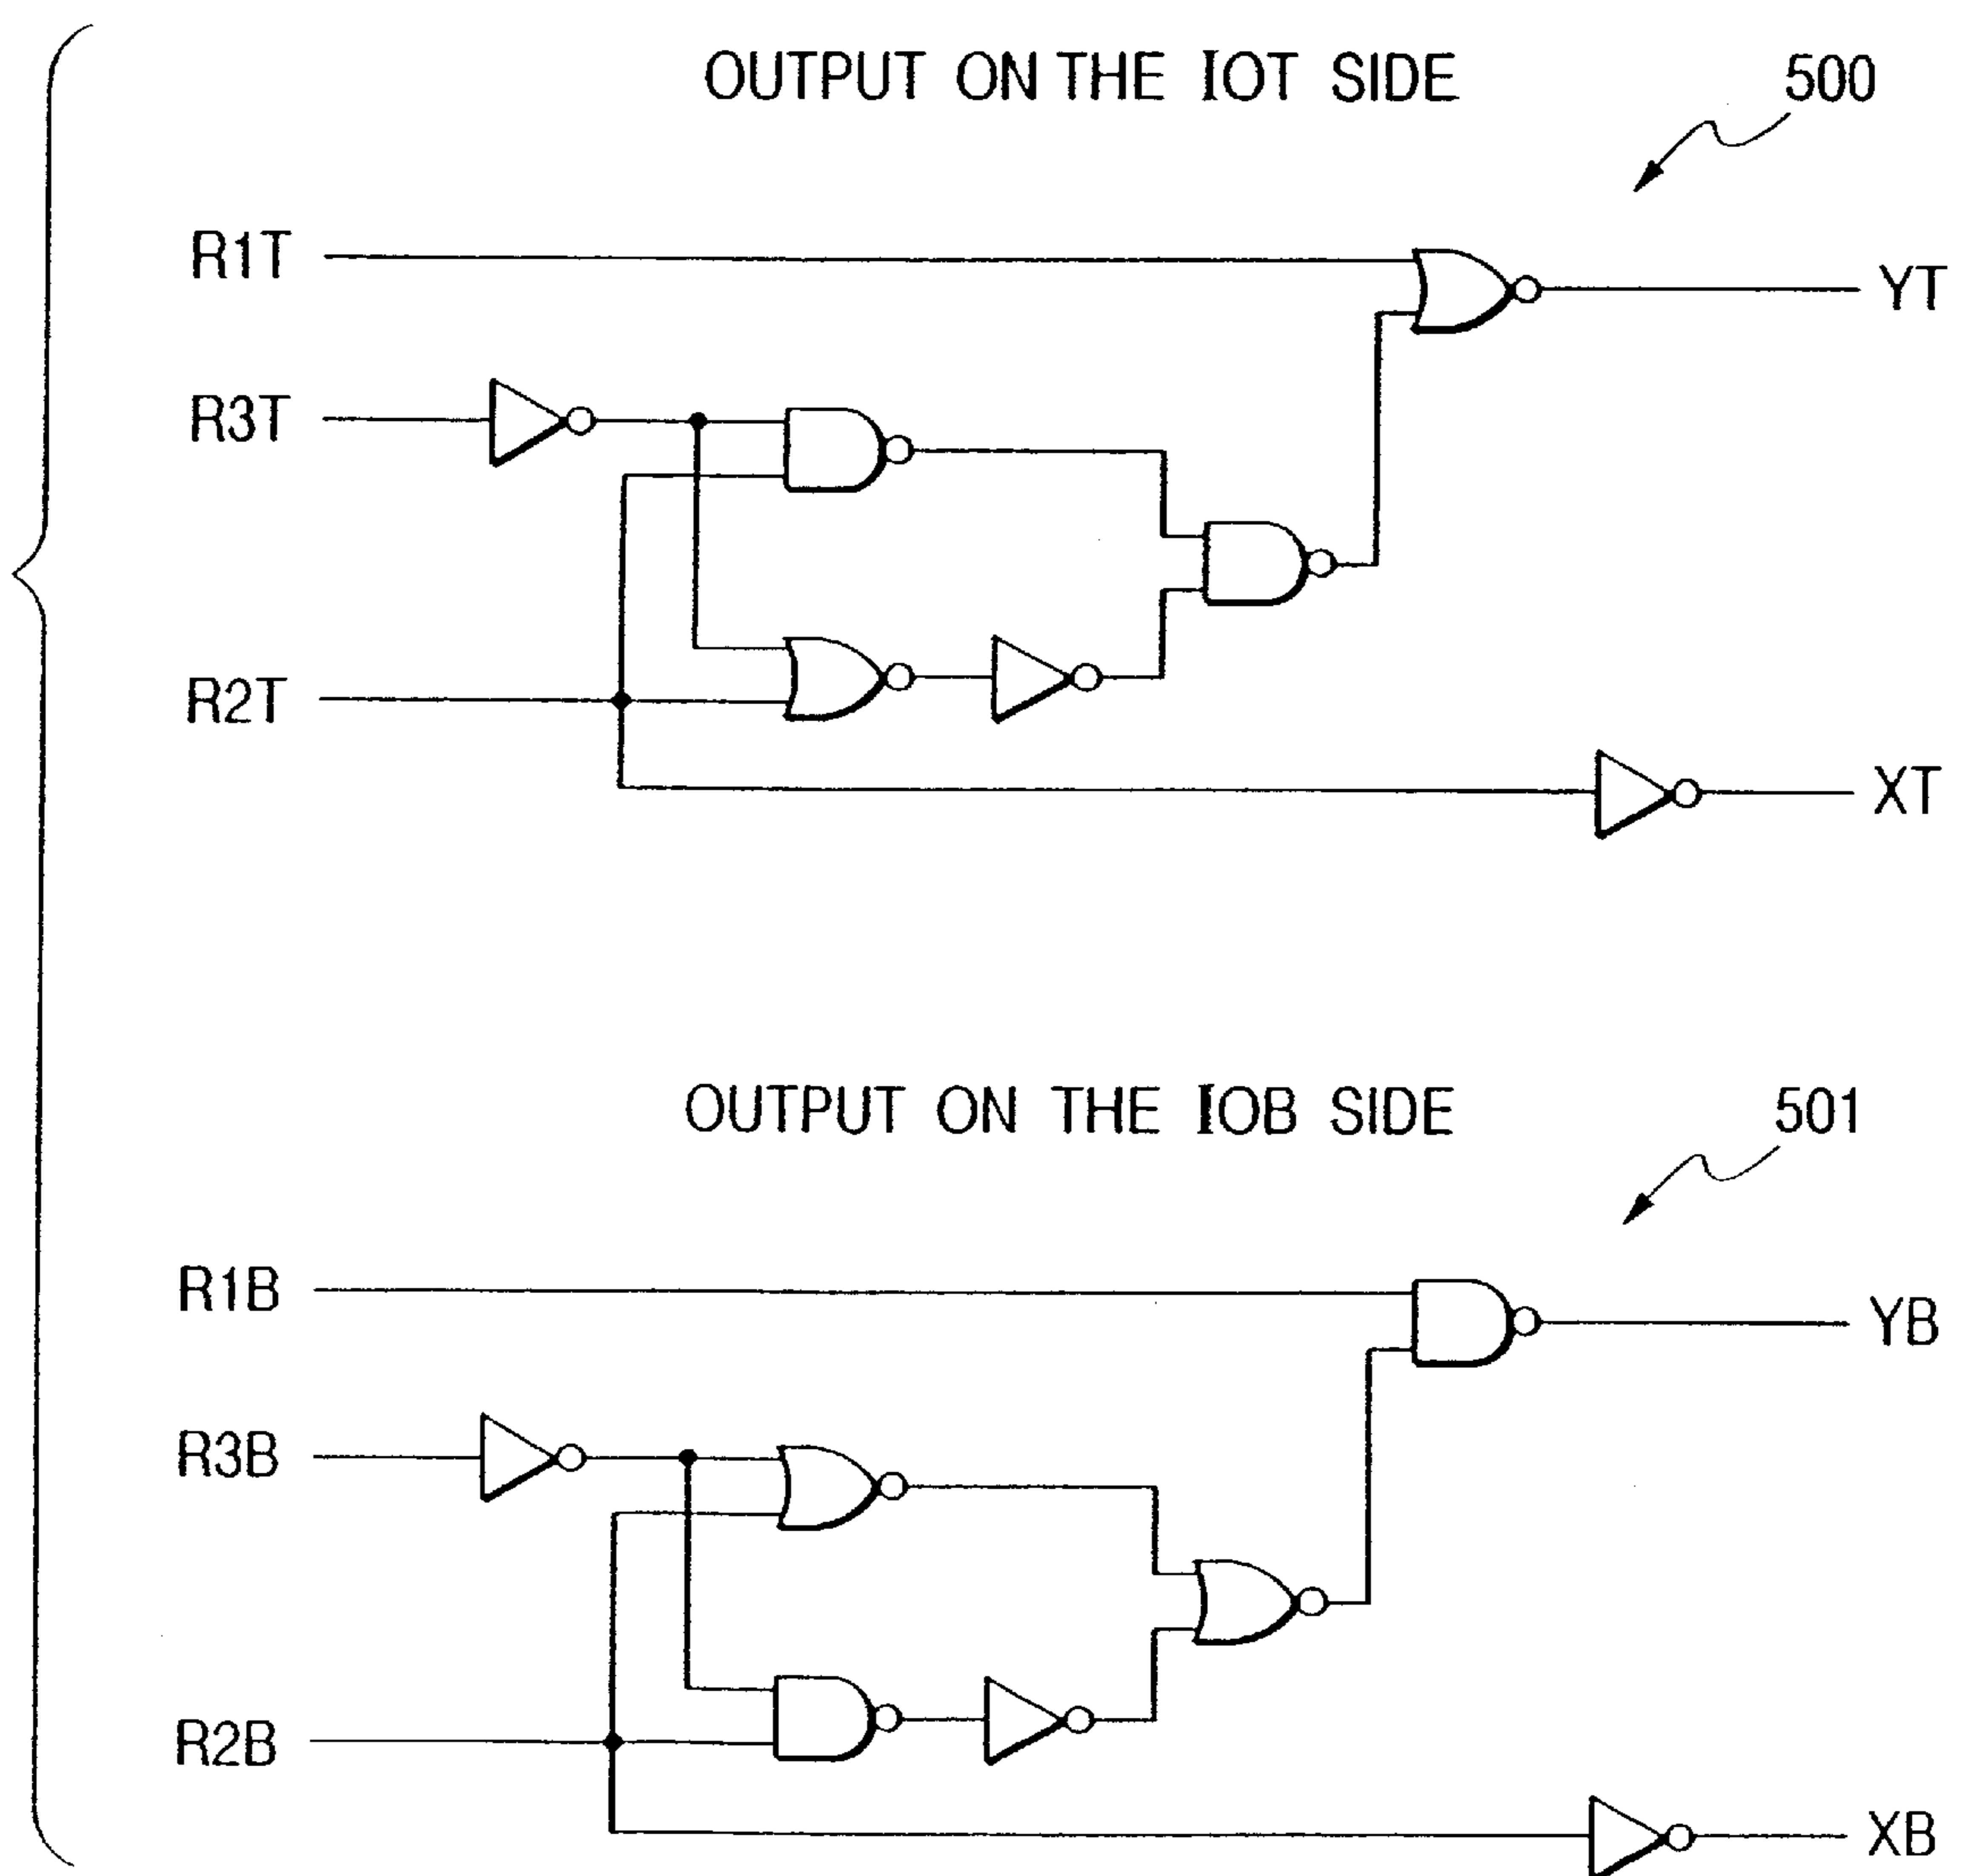 OUTPUT ON THE IOT SIDE
500
R1T
YT
R3T
R2T
XT
OUTPUT ON THE IOB SIDE
501
R1B
YB
R3B
R2B
XB